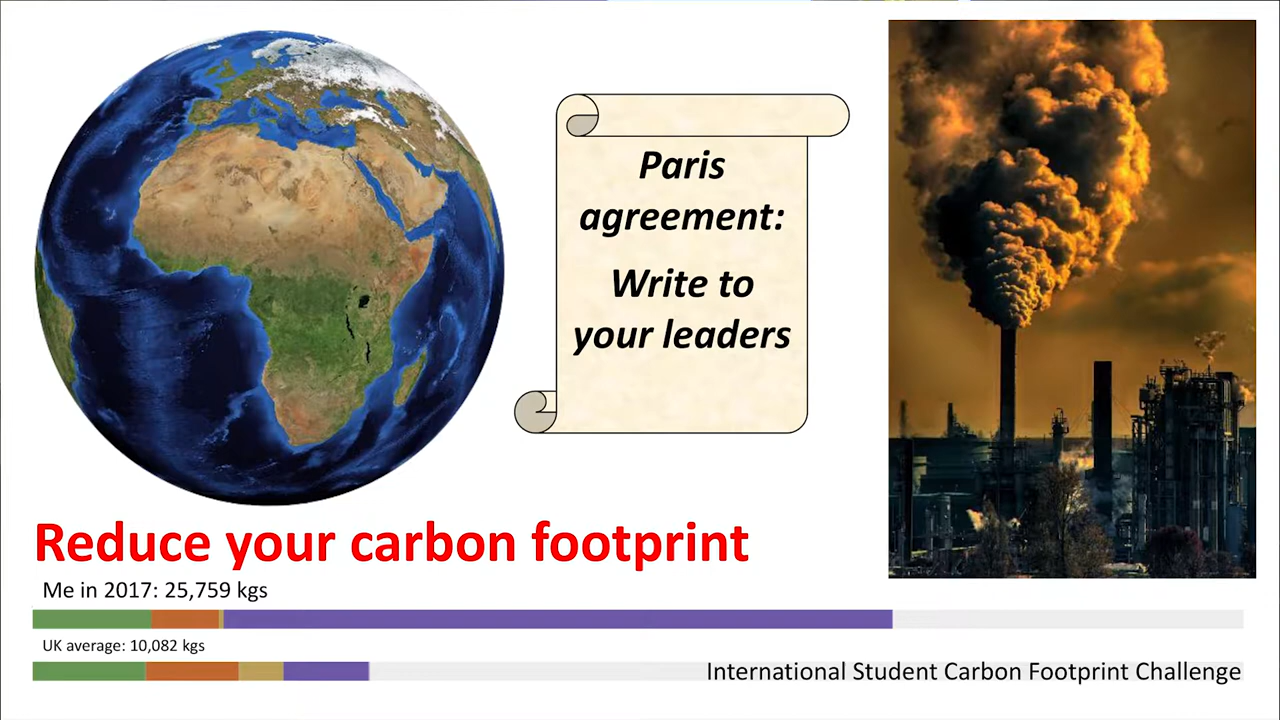 Paris
agreement:
Write to
your leaders
Reduce your carbon footprint
Me in 2017: 25,759 kgs
UK average: 10,082 kgs
International Student Carbon Footprint Challenge